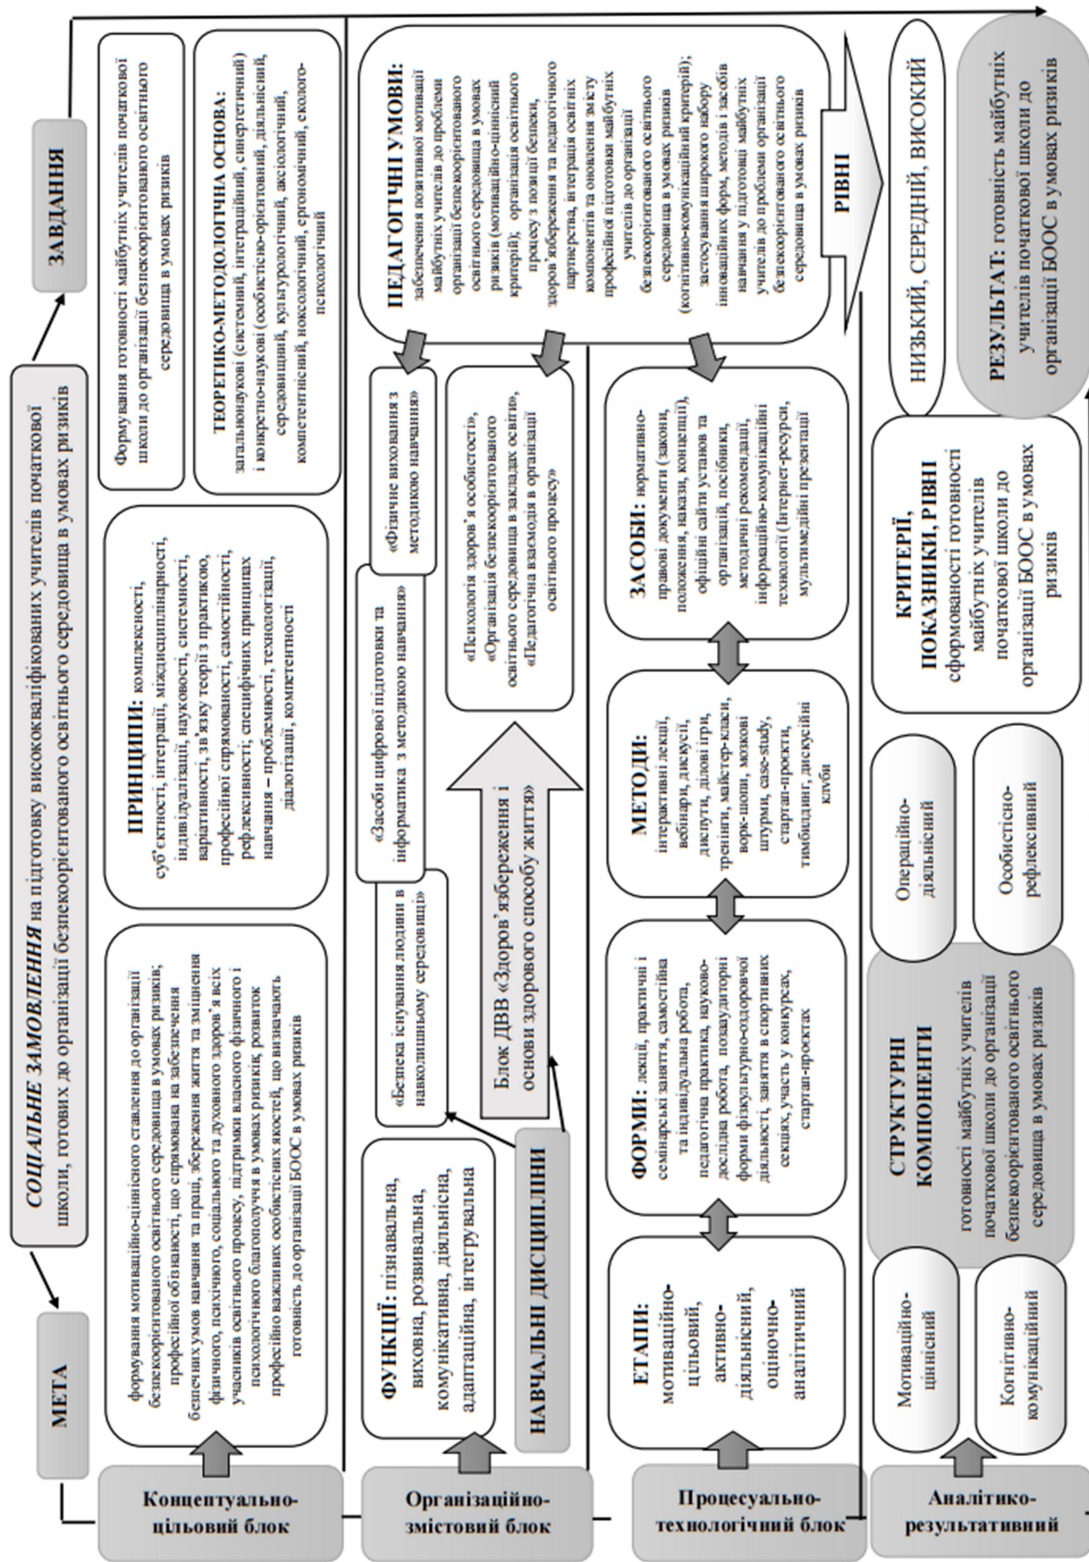 СОЦІАЛЬНЕ ЗАМОВЛЕННЯ на підготовку висококваліфікованих учителів початкової
школи, готових до організації безпекоорієнтованого освітнього середовища в умовах ризиків
МЕТА
ЗАВДАННЯ
Концептуально-
цільовий блок
формування мотиваційно-ціннісного ставлення до організації
безпекоорієнтованого освітнього середовища в умовах ризиків;
професійної обізнаності, що спрямована на забезпечення
безпечних умов навчання та праці, збереження життя та зміцнення
фізичного, психічного, соціального та духовного здоров'я всіх
учасників освітнього процесу, підтримки власного фізичного і
психологічного благополуччя в умовах ризиків; розвиток
професійно важливих особистісних якостей, що визначають
готовність до організації БООС в умовах ризиків
ПРИНЦИПИ: комплексності,
суб'єктності, інтеграції, міждисциплінарності,
індивідуалізації, науковості, системності,
варіативності, зв'язку теорії з практикою,
професійної спрямованості, самостійності,
рефлексивності; специфічних принципах
навчання – проблемності, технологізації,
діалогізації, компетентності
Формування готовності майбутніх учителів початкової
школи до організації безпекоорієнтованого освітнього
середовища в умовах ризиків
ТЕОРЕТИКО-МЕТОДОЛОГІЧНА ОСНОВА:
загальнонаукові (системний, інтеграційний, синергетичний)
і конкретно-наукові (особистісно-орієнтовний, діяльнісний,
середовищний, культурологічний, аксіологічний,
компетентнісний, ноксологічний, ергономічний, еколого-
психологічний
Організаційно-
змістовий блок
ФУНКЦІЇ: пізнавальна,
виховна, розвивальна,
комунікативна, діяльнісна,
адаптаційна, інтегрувальна
НАВЧАЛЬНІ ДИСЦИПЛІНИ
«Безпека існування людини в
навколишньому середовищі»
«Засоби цифрової підготовки та
інформатика з методикою навчання»
«Фізичне виховання з
методикою навчання»
Блок ДВВ «Здоров'язбереження і
основи здорового способу життя»
«Психологія здоров'я особистості»,
«Організація безпекоорієнтованого
освітнього середовища в закладах освіти»,
«Педагогічна взаємодія в організації
освітнього процесу»
ПЕДАГОГІЧНІ УМОВИ:
забезпечення позитивної мотивації
майбутніх учителів до проблеми
організації безпекоорієнтованого
освітнього середовища в умовах
ризиків (мотиваційно-ціннісний
критерій); організація освітнього
процесу з позиції безпеки,
здоров'язбереження та педагогічного
партнерства, інтеграція освітніх
компонентів та оновлення змісту
професійної підготовки майбутніх
учителів до організації
безпекоорієнтованого освітнього
середовища в умовах ризиків
(когнітивно-комунікаційний критерій);
застосування широкого набору
інноваційних форм, методів і засобів
навчання у підготовці майбутніх
учителів до проблеми організації
безпекоорієнтованого освітнього
середовища в умовах ризиків
Процесуально-
технологічний блок
ЕТАПИ:
мотиваційно-
цільовий,
активно-
діяльнісний,
оціночно-
аналітичний
ФОРМИ: лекції, практичні і
семінарські заняття, самостійна
та індивідуальна робота,
педагогічна практика, науково-
дослідна робота, позааудиторні
форми фізкультурно-оздоровчої
діяльності, заняття в спортивних
секціях, участь у конкурсах,
стартап-проєктах
МЕТОДИ:
інтерактивні лекції,
вебінари, дискусії,
диспути, ділові ігри,
тренінги, майстер-класи,
ворк-шопи, мозкові
штурми, case-study,
стартап-проєкти,
тимбилдинг, дискусійні
клуби
ЗАСОБИ: нормативно-
правові документи (закони,
положення, накази, концепції),
офіційні сайти установ та
організацій, посібники,
методичні рекомендації,
інформаційно-комунікаційні
технології (Інтернет-ресурси,
мультимедійні презентації
РІВНІ
Аналітико-
результативний
Мотиваційно-
ціннісний
Когнітивно-
комунікаційний
СТРУКТУРНІ
КОМПОНЕНТИ
готовності майбутніх учителів
початкової школи до організації
безпекоорієнтованого освітнього
середовища в умовах ризиків
Операційно-
діяльнісний
Особистісно-
рефлексивний
КРИТЕРІЇ,
ПОКАЗНИКИ, РІВНІ
сформованості готовності
майбутніх учителів
початкової школи до
організації БООС в умовах
ризиків
НИЗЬКИЙ, СЕРЕДНІЙ, ВИСОКИЙ
РЕЗУЛЬТАТ: готовність майбутніх
учителів початкової школи до
організації БООС в умовах ризиків